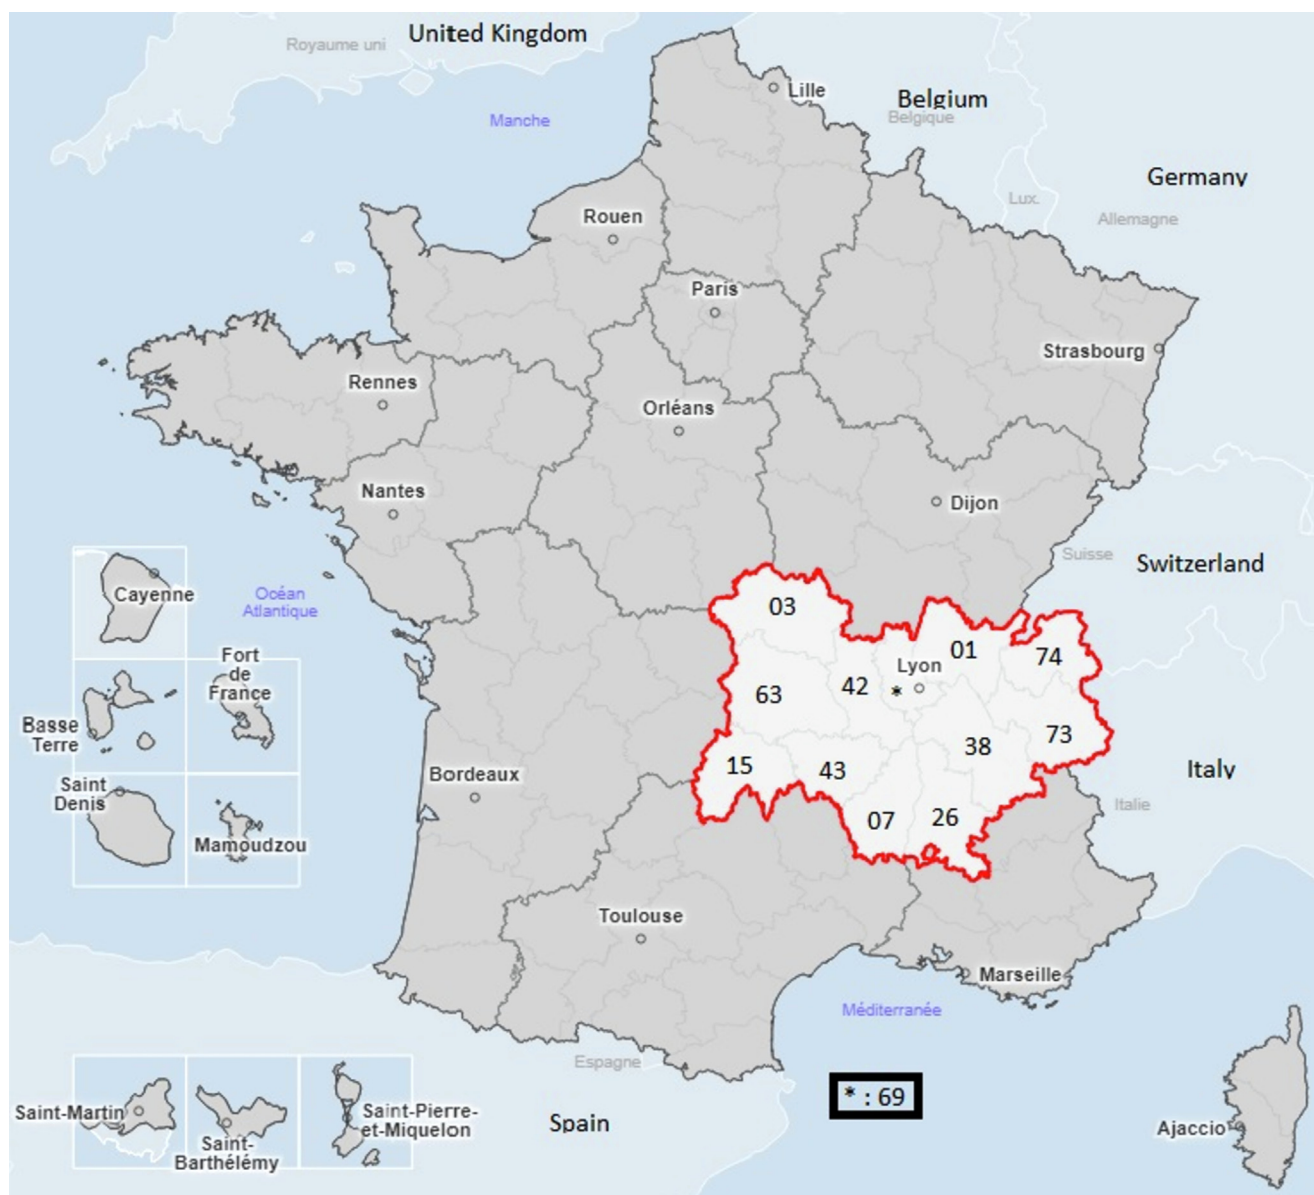 United Kingdom
Royaume uni
Lille
Belgium
Belgique
Manche
Germany
Lux.
Allemagne
Rouen
Paris
Strasbourg
Rennes
Orléans
Nantes
Dijon
Suisse
Switzerland
Cayenne
Océan
Atlantique
03
01
74
Lyon
42
*
63
Fort
de
France
Basse
Terre
73
38
15
43
Bordeaux
Italy
Saint
Denis
Italie
07
26
Mamoudzou
Toulouse
Marseille
Méditerranée
Espagne
* : 69
Saint-Martin
Saint-Pierre-
et-Miquelon
Spain
Ajaccio
Saint-
Barthélémy